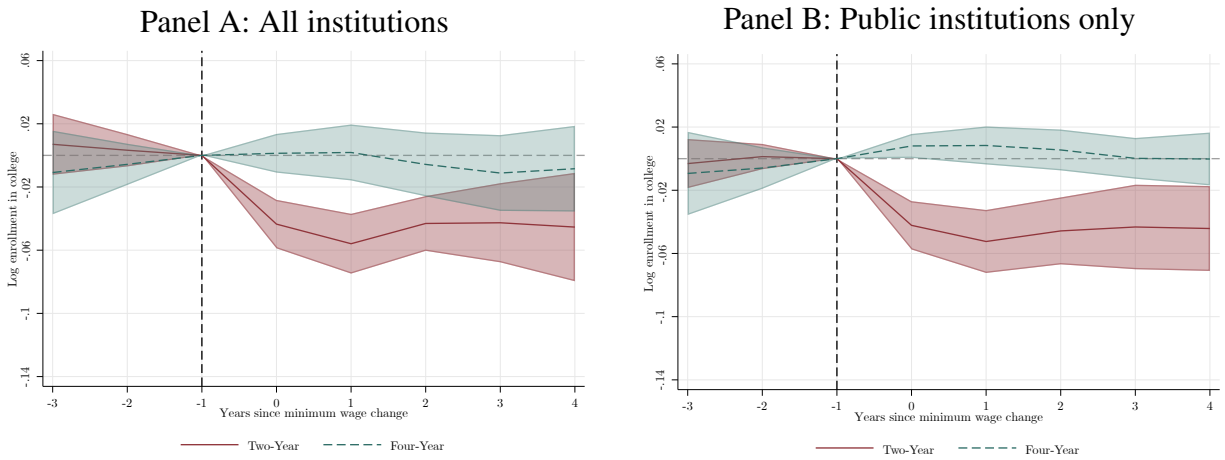 Panel A: All institutions
Log enrollment in college
.06
.02
-.02
-.06
-.1
-.14
-3 -2 -1 0 1 2 3 4
Years since minimum wage change
Two-Year Four-Year
Panel B: Public institutions only
Log enrollment in college
.06
.02
-.02
-.06
-.1
-.14
-3 -2 -1 0 1 2 3 4
Years since minimum wage change
Two-Year Four-Year